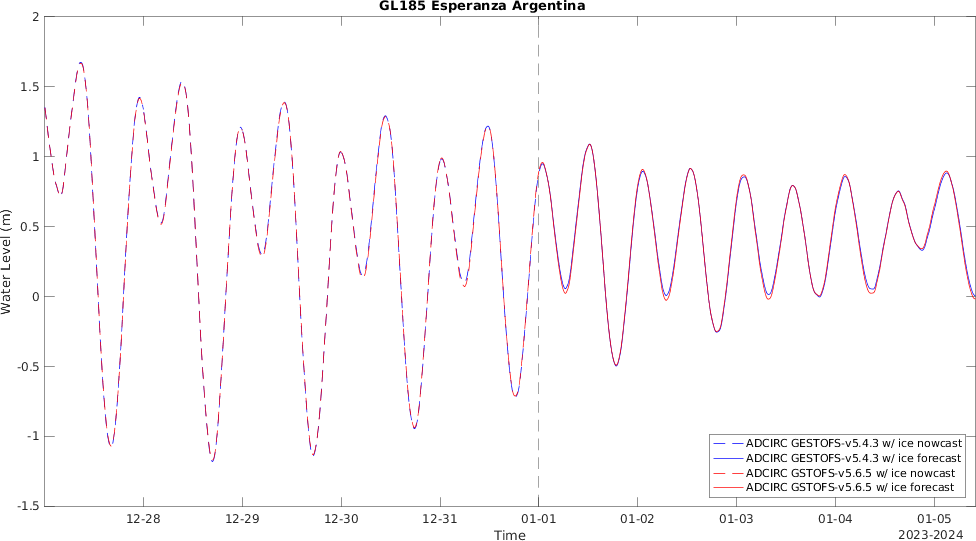 GL185 Esperanza Argentina
2
1.5
1
0.5
0
-0.5
-1
-1.5
Water Level (m)
12-28
12-29
12-30
12-31
01-01
01-02
01-03
01-04
01-05
Time
2023-2024
ADCIRC GESTOFS-v5.4.3 w/ ice nowcast
ADCIRC GESTOFS-v5.4.3 w/ ice forecast
ADCIRC GSTOFS-v5.6.5 w/ ice nowcast
ADCIRC GSTOFS-v5.6.5 w/ ice forecast